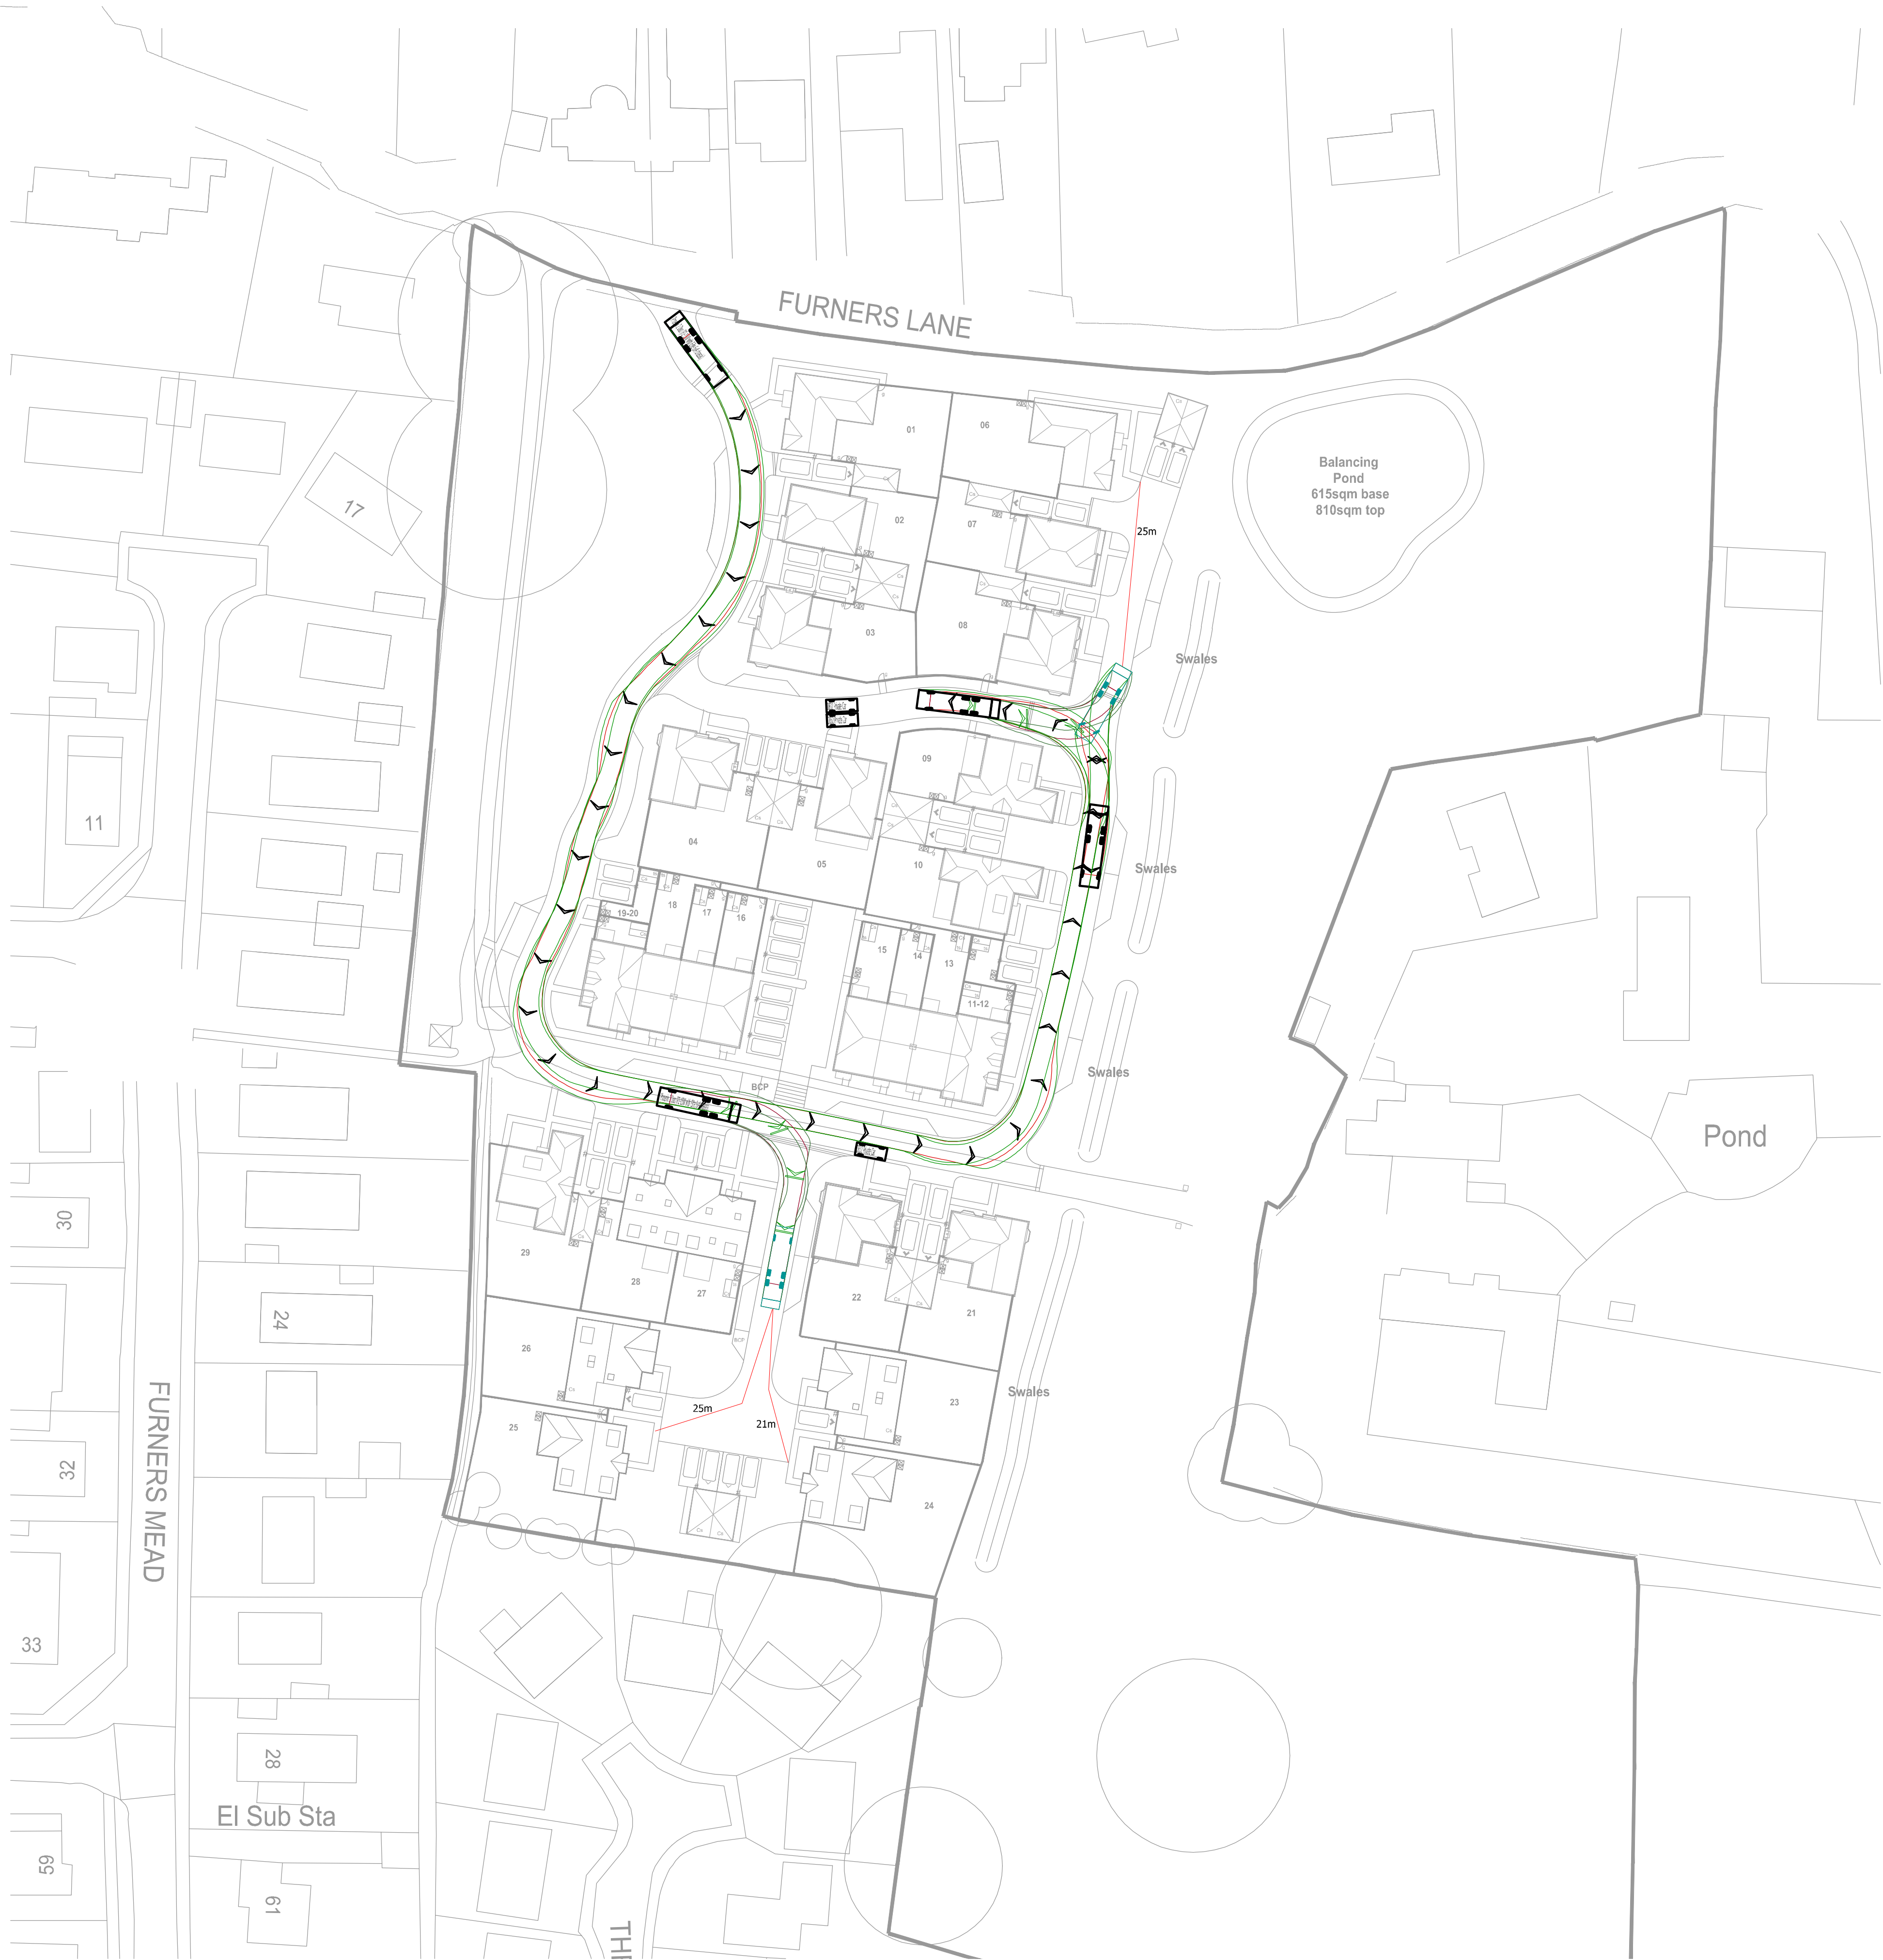 FURNERS LANE
Balancing
Pond
615sqm base
810sqm top
01
06
17
02
07
25m
03
08
Swales
09
11
04
05
10
Swales
19-20
18
17
16
15
14
13
11-12
Swales
BCP
Pond
30
29
28
27
22
21
24
BCP
26
Swales
23
25m
21m
25
FURNERS MEAD
32
24
33
28
El Sub Sta
59
61